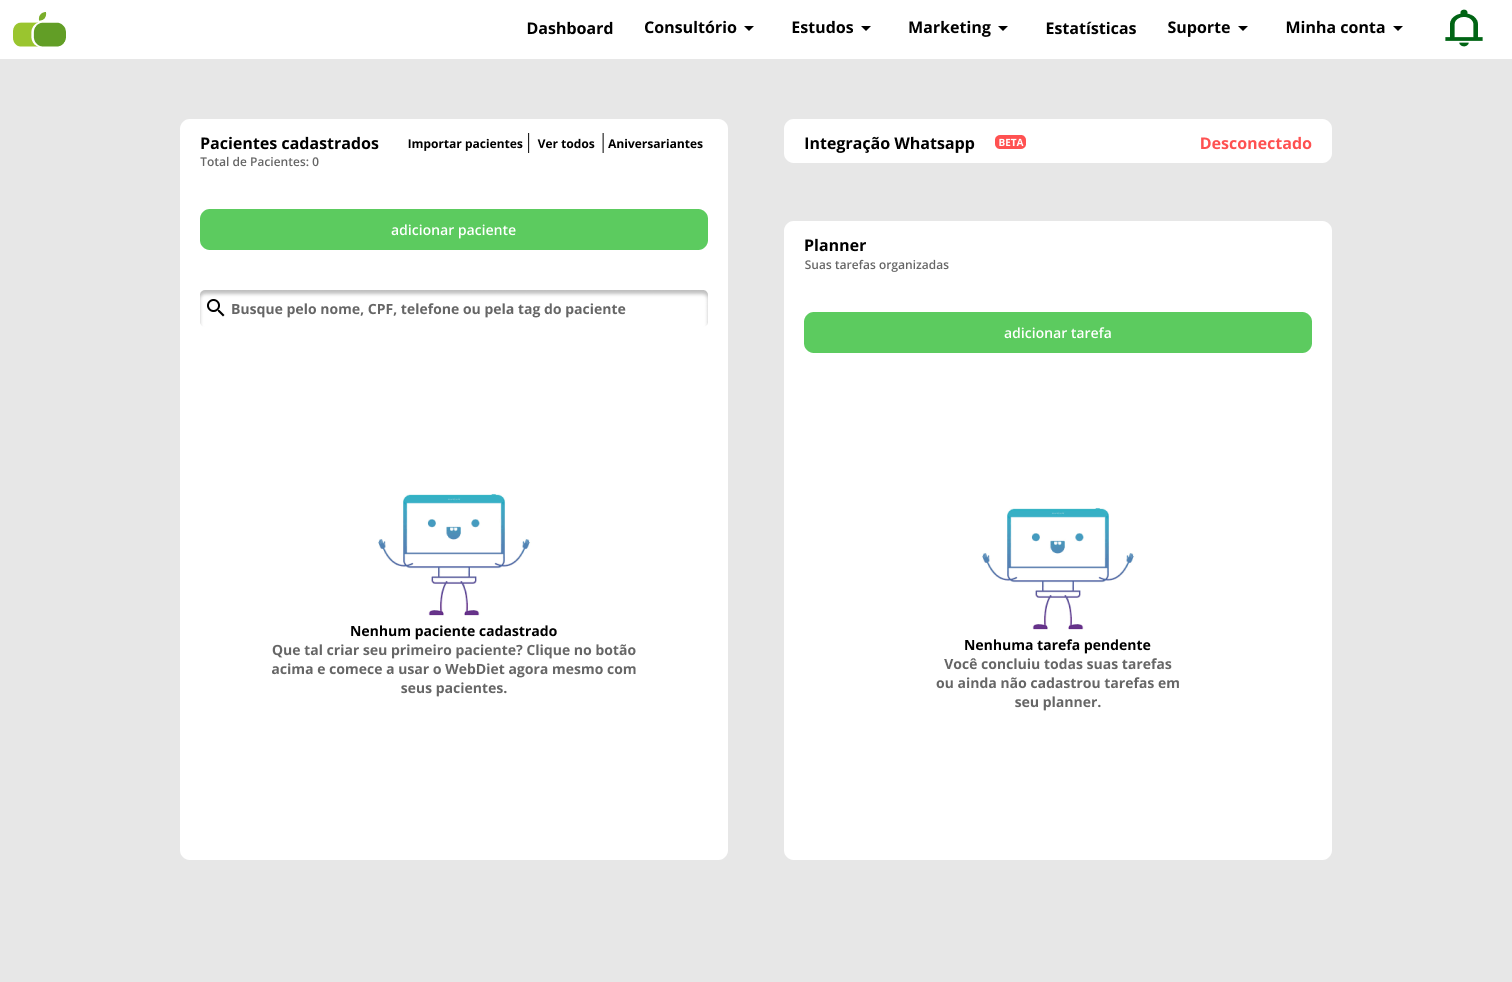 Dashboard
Consultório
Estudos
Marketing
Estatísticas
Suporte
Minha conta
Pacientes cadastrados
Importar pacientes
Ver todos
Aniversariantes
Total de Pacientes: 0
adicionar paciente
Busque pelo nome, CPF, telefone ou pela tag do paciente
Nenhum paciente cadastrado
Que tal criar seu primeiro paciente? Clique no botão
acima e comece a usar o WebDiet agora mesmo com
seus pacientes.
Integração Whatsapp
BETA
Desconectado
Planner
Suas tarefas organizadas
adicionar tarefa
Nenhuma tarefa pendente
Você concluiu todas suas tarefas
ou ainda não cadastrou tarefas em
seu planner.